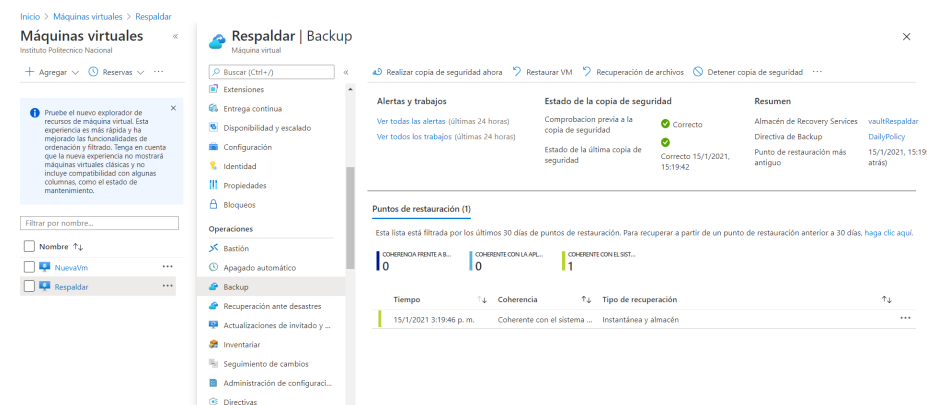 Inicio > Máquinas virtuales > Respaldar
Máquinas virtuales
Instituto Politecnico Nacional
Agregar
Reservas
Pruebe el nuevo explorador de
recursos de máquina virtual. Esta
experiencia es más rápida y ha
mejorado las funcionalidades de
ordenación y filtrado. Tenga en cuenta
que la nueva experiencia no mostrará
máquinas virtuales clásicas y no
incluye compatibilidad con algunas
columnas, como el estado de
mantenimiento.
Filtrar por nombre...
Nombre
NuevaVm
Respaldar
Respaldar | Backup
Máquina virtual
Buscar (Ctrl+/)
Extensiones
Entrega continua
Disponibilidad y escalado
Configuración
Identidad
Propiedades
Bloqueos
Operaciones
Bastión
Apagado automático
Backup
Recuperación ante desastres
Actualizaciones de invitado y ...
Inventariar
Seguimiento de cambios
Administración de configuraci...
Directivas
Realizar copia de seguridad ahora
Restaurar VM
Recuperación de archivos
Detener copia de seguridad
Alertas y trabajos
Ver todas las alertas (últimas 24 horas)
Ver todos los trabajos (últimas 24 horas)
Estado de la copia de seguridad
Comprobacion previa a la
copia de seguridad
Correcto
Estado de la última copia de
seguridad
Correcto 15/1/2021,
15:19:42
Resumen
Almacén de Recovery Services vaultRespaldar
Directiva de Backup DailyPolicy
Punto de restauración más
antiguo
15/1/2021, 15:19:
atrás)
Puntos de restauración (1)
Esta lista está filtrada por los últimos 30 días de puntos de restauración. Para recuperar a partir de un punto de restauración anterior a 30 días, haga clic aquí.
COHERENCIA FRENTE A B...
0
COHERENTE CON LA APL...
0
COHERENTE CON EL SIST...
1
Tiempo Coherencia Tipo de recuperación
15/1/2021 3:19:46 p. m. Coherente con el sistema ... Instantánea y almacén